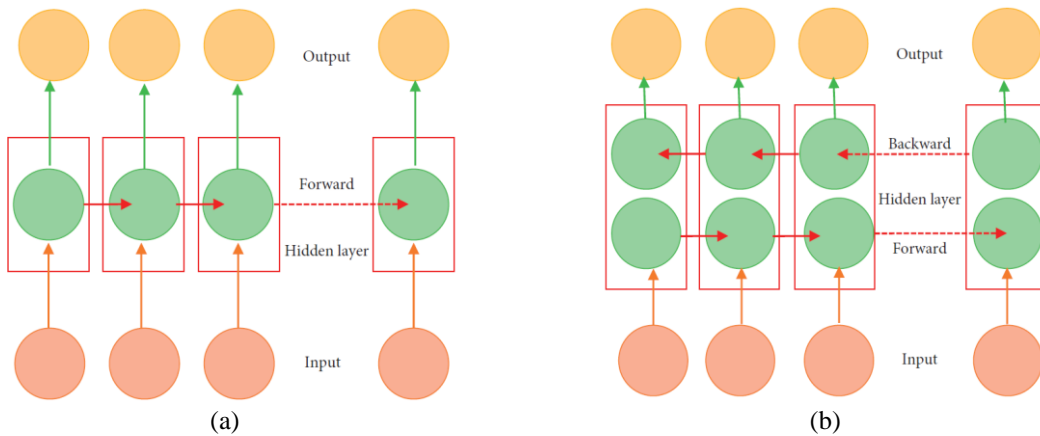 Output
Forward
Hidden layer
Input
(a)
Output
Backward
Hidden layer
Forward
Input
(b)